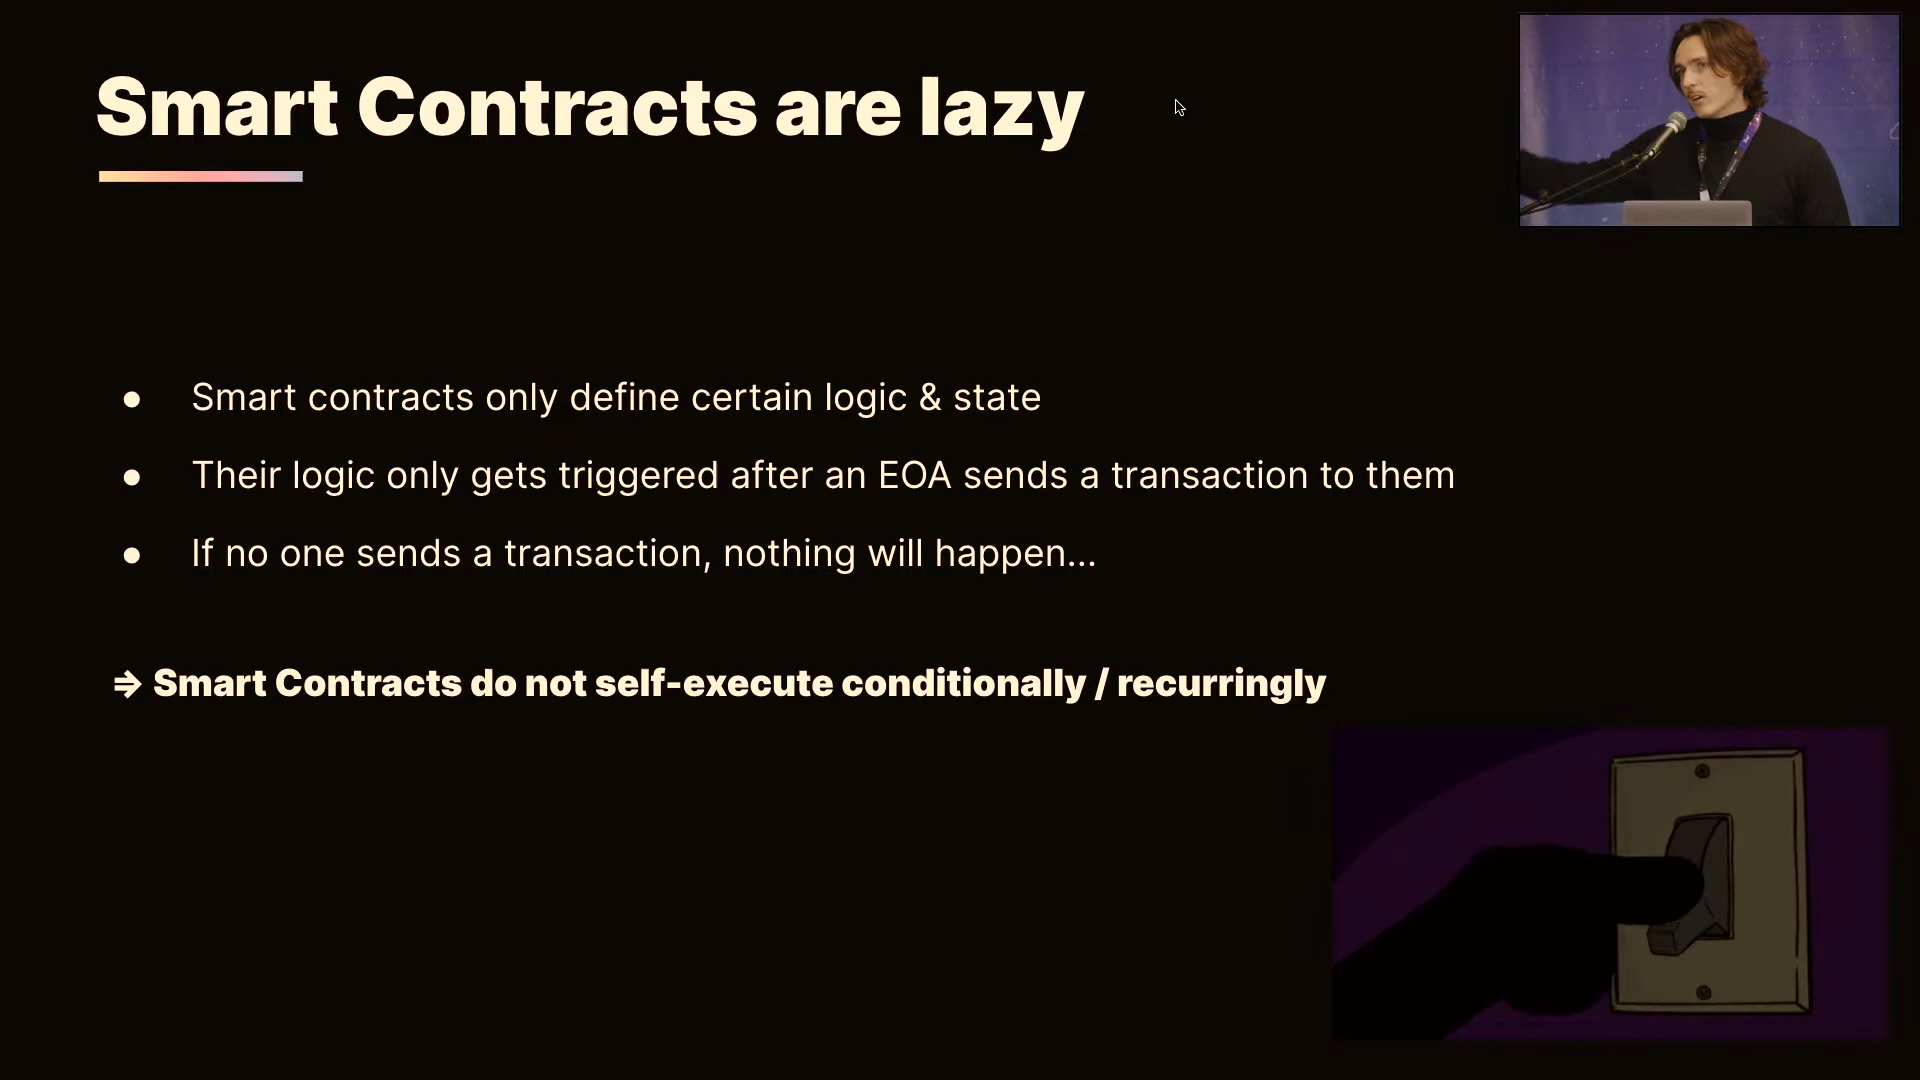 Smart Contracts are lazy
● Smart contracts only define certain logic & state
● Their logic only gets triggered after an EOA sends a transaction to them
● If no one sends a transaction, nothing will happen...
⇒ Smart Contracts do not self-execute conditionally / recurringly